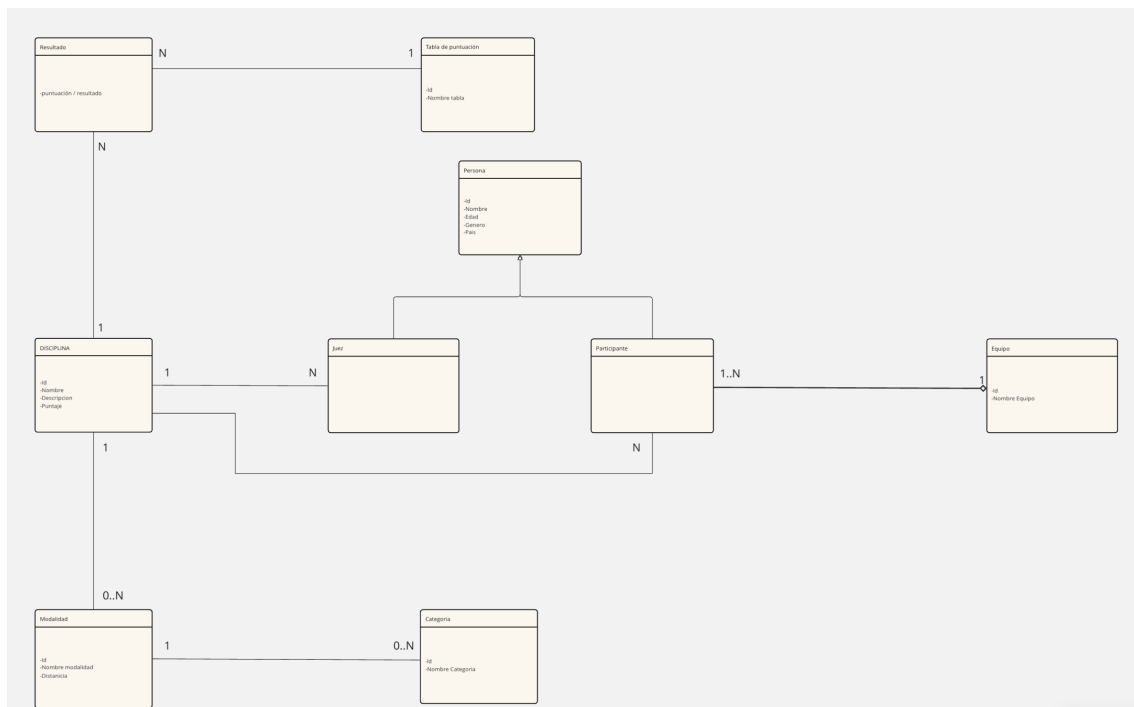 Resultado
-puntuación / resultado
N
1
Tabla de puntuación
-Id
-Nombre tabla
N
Persona
-Id
-Nombre
-Edad
-Genero
-Pais
1
DISCIPLINA
-Id
-Nombre
-Descripcion
-Puntaje
1
N
Juez
Participante
1..N
1
Equipo
-Id
-Nombre Equipo
1
N
0..N
Modalidad
-Id
-Nombre modalidad
-Distanicia
1
0..N
Categoria
-Id
-Nombre Categoria